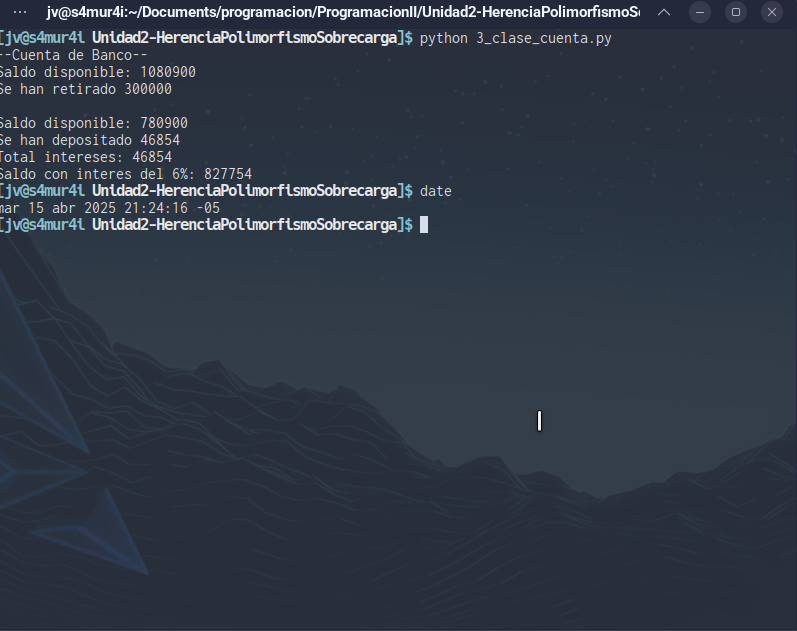 jv@s4mur4i:~/Documents/programacion/ProgramacionII/Unidad2-HerenciaPolimorfismoSo
[jv@s4mur4i Unidad2-HerenciaPolimorfismoSobrecarga]$ python 3_clase_cuenta.py
--Cuenta de Banco--
Saldo disponible: 1080900
Se han retirado 300000
Saldo disponible: 780900
Se han depositado 46854
Total intereses: 46854
Saldo con interes del 6%: 827754
[jv@s4mur4i Unidad2-HerenciaPolimorfismoSobrecarga]$ date
mar 15 abr 2025 21:24:16 -05
[jv@s4mur4i Unidad2-HerenciaPolimorfismoSobrecarga]$